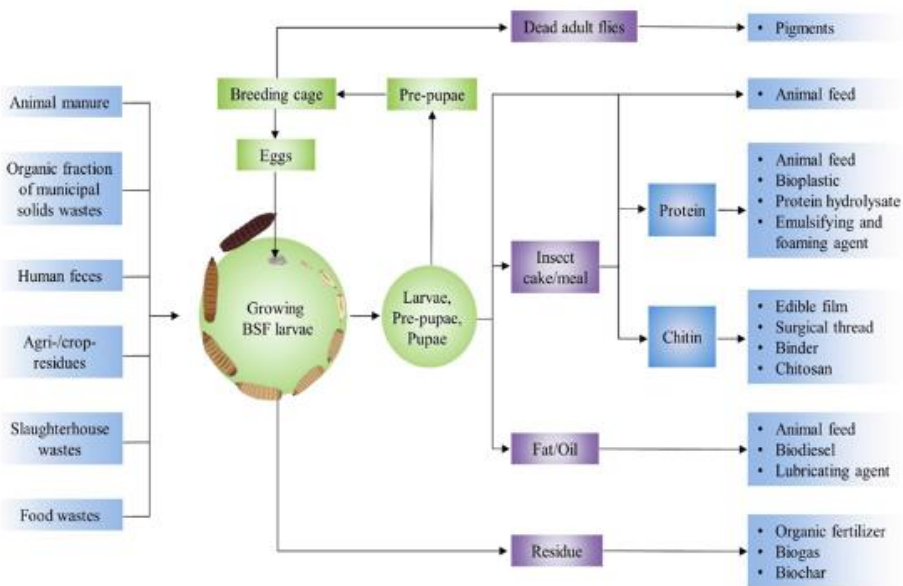 Dead adult flies
• Pigments
Animal manure
Breeding cage
Pre-pupae
• Animal feed
Organic fraction
of municipal
solids wastes
Eggs
Protein
• Animal feed
• Bioplastic
• Protein hydrolysate
• Emulsifying and
foaming agent
Human feces
Growing
BSF larvae
Larvae,
Pre-pupae,
Pupae
Insect
cake/meal
Agri-/crop-
residues
Chitin
• Edible film
• Surgical thread
• Binder
• Chitosan
Slaughterhouse
wastes
Fat/Oil
• Animal feed
• Biodiesel
• Lubricating agent
Food wastes
Residue
• Organic fertilizer
• Biogas
• Biochar